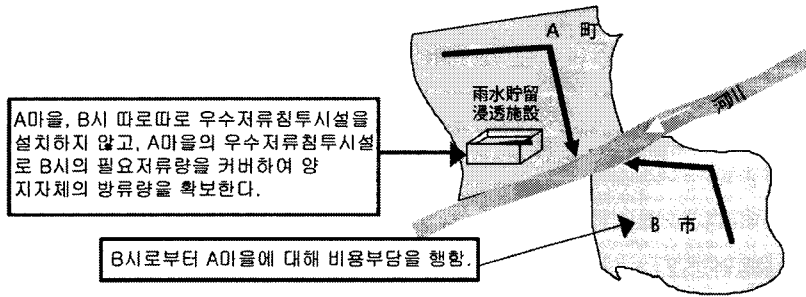 A 町
雨水貯留
浸透施設
河川
A마을, B시 따로따로 우수저류침투시설을
설치하지 않고, A마을의 우수저류침투시설
로 B시의 필요저류량을 커버하여 양
지자체의 방류량을 확보한다.
B 市
B시로부터 A마을에 대해 비용부담을 행함.